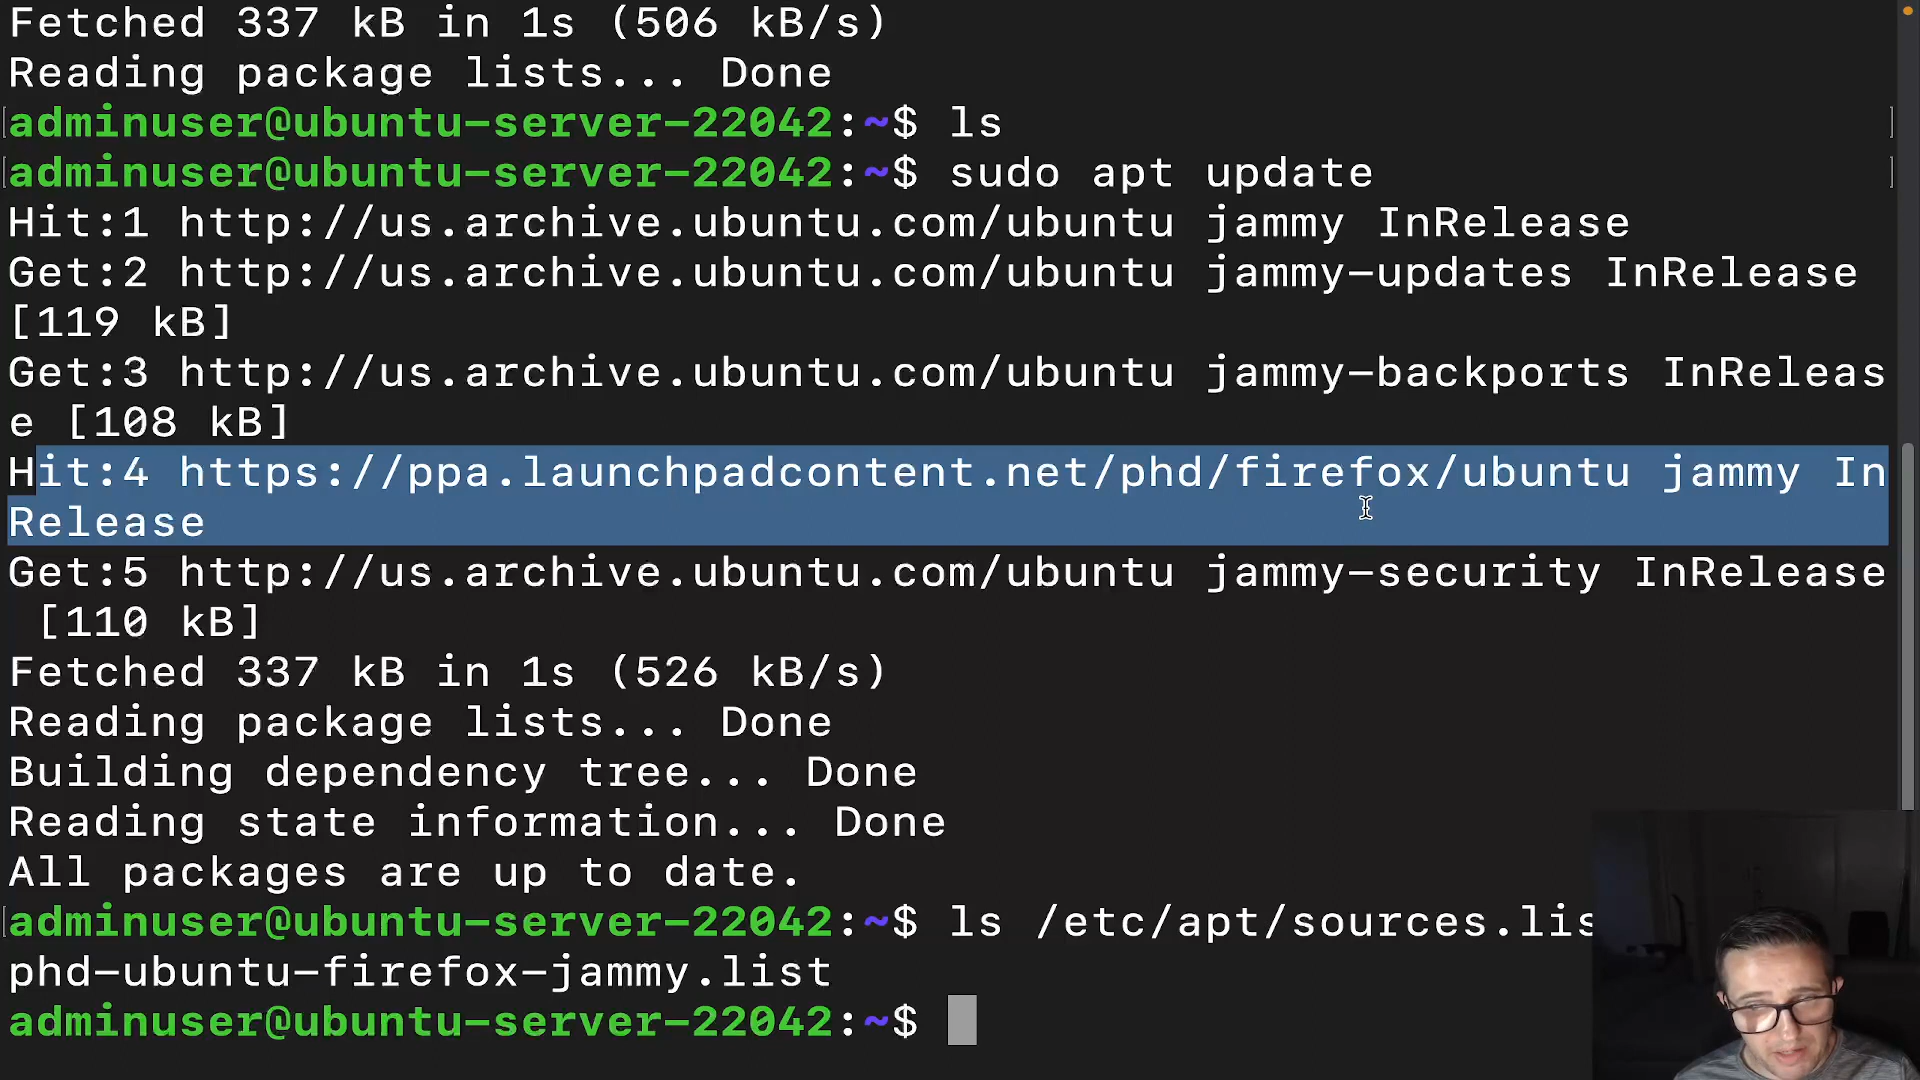 Fetched 337 kB in 1s (506 kB/s)
Reading package lists... Done
adminuser@ubuntu-server-22042:~$ ls
adminuser@ubuntu-server-22042:~$ sudo apt update
Hit:1 http://us.archive.ubuntu.com/ubuntu jammy InRelease
Get:2 http://us.archive.ubuntu.com/ubuntu jammy-updates InRelease
[119 kB]
Get:3 http://us.archive.ubuntu.com/ubuntu jammy-backports InReleas
e [108 kB]
Hit:4 https://ppa.launchpadcontent.net/phd/firefox/ubuntu jammy In
Release
Get:5 http://us.archive.ubuntu.com/ubuntu jammy-security InRelease
[110 kB]
Fetched 337 kB in 1s (526 kB/s)
Reading package lists... Done
Building dependency tree... Done
Reading state information... Done
All packages are up to date.
adminuser@ubuntu-server-22042:~$ ls /etc/apt/sources.lis
phd-ubuntu-firefox-jammy.list
adminuser@ubuntu-server-22042:~$